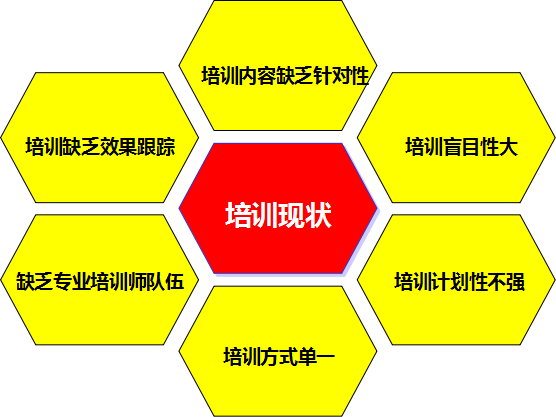 培训内容缺乏针对性
培训缺乏效果跟踪
培训盲目性大
培训现状
缺乏专业培训师队伍
培训计划性不强
培训方式单一